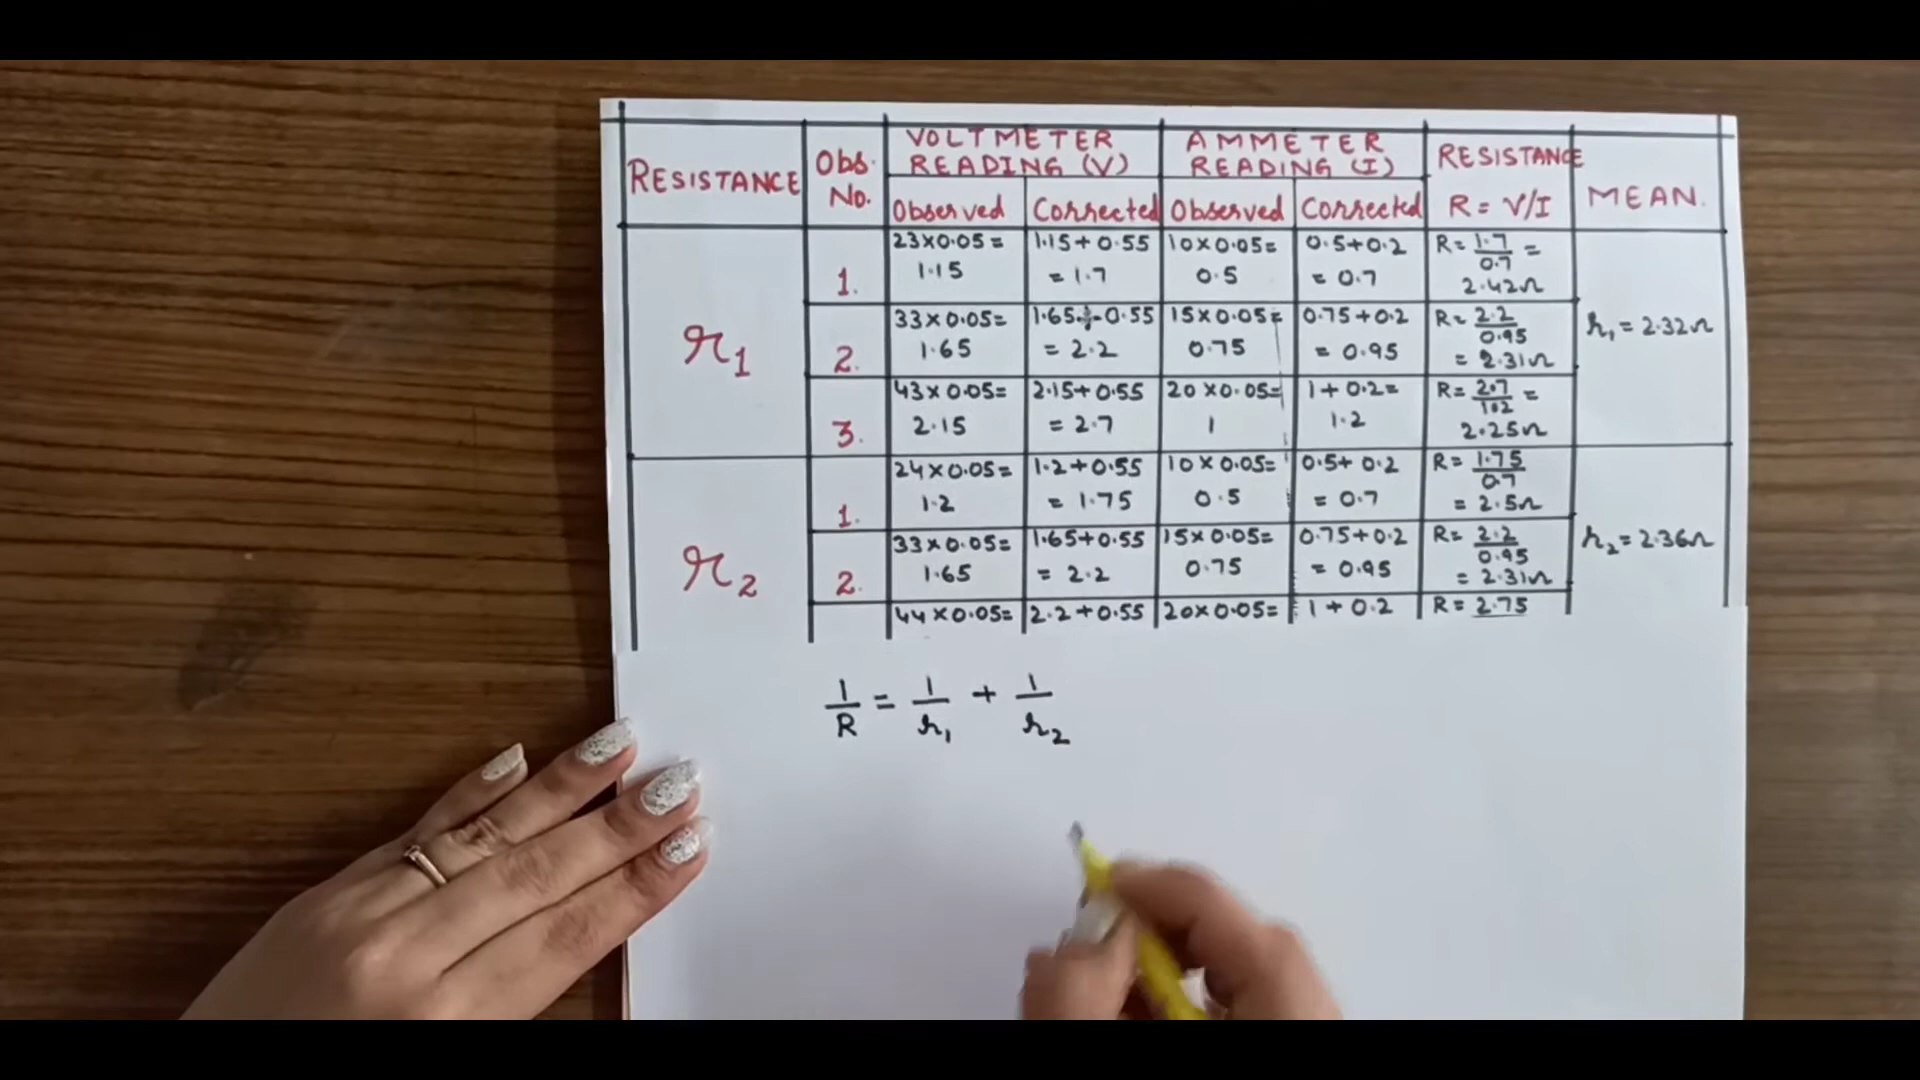 RESISTANCE Obs. No. VOLTMETER READING (V) AMMETER READING (I) RESISTANCE R = V/I MEAN.
Observed Corrected Observed Corrected
r1
1. 23×0.05= 1.15 1.15+0.55 = 1.7 10×0.05= 0.5 0.5+0.2 = 0.7 R= 1.7/0.7 = 2.42Ω
2. 33×0.05= 1.65 1.65+0.55 = 2.2 15×0.05= 0.75 0.75+0.2 = 0.95 R= 2.2/0.95 = 2.31Ω
r1 = 2.32Ω
3. 43×0.05= 2.15 2.15+0.55 = 2.7 20×0.05= 1 1+0.2= 1.2 R= 2.7/1.2 = 2.25Ω
r2
1. 24×0.05= 1.2 1.2+0.55 = 1.75 10×0.05= 0.5 0.5+0.2 = 0.7 R= 1.75/0.7 = 2.5Ω
2. 33×0.05= 1.65 1.65+0.55 = 2.2 15×0.05= 0.75 0.75+0.2 = 0.95 R= 2.2/0.95 = 2.31Ω
r2 = 2.36Ω
44×0.05= 2.2+0.55 20×0.05= 1+0.2 R= 2.75
1/R = 1/r1 + 1/r2